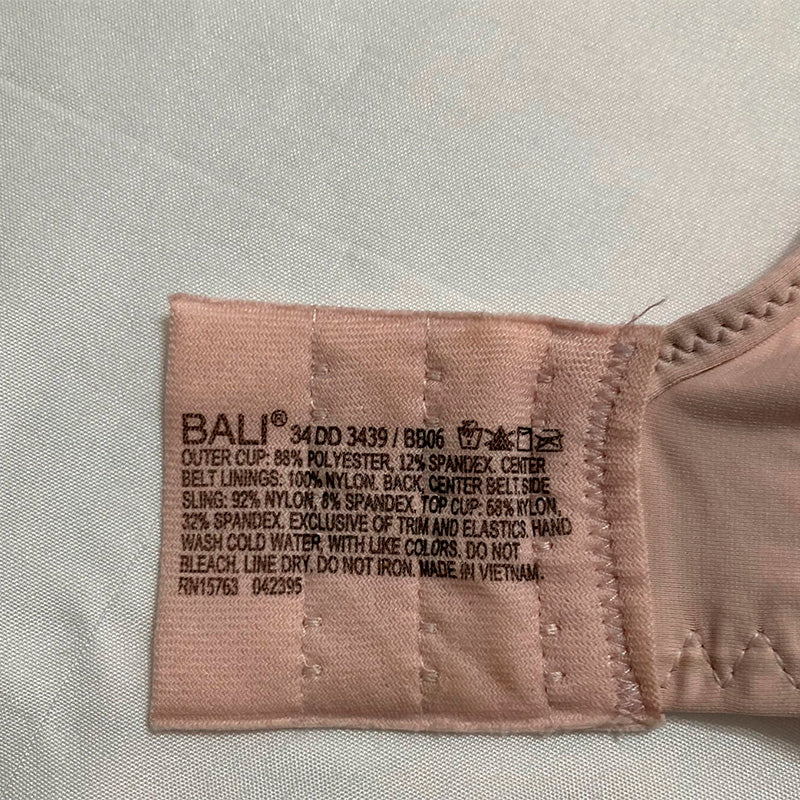 BALI® 34 DD 3439 / BB06
OUTER CUP: 88% POLYESTER, 12% SPANDEX. CENTER
BELT LININGS: 100% NYLON. BACK, CENTER BELT, SIDE
SLING: 92% NYLON, 8% SPANDEX. TOP CUP: 68% NYLON,
32% SPANDEX. EXCLUSIVE OF TRIM AND ELASTICS. HAND
WASH COLD WATER, WITH LIKE COLORS. DO NOT
BLEACH. LINE DRY. DO NOT IRON. MADE IN VIETNAM.
RN15763 042395